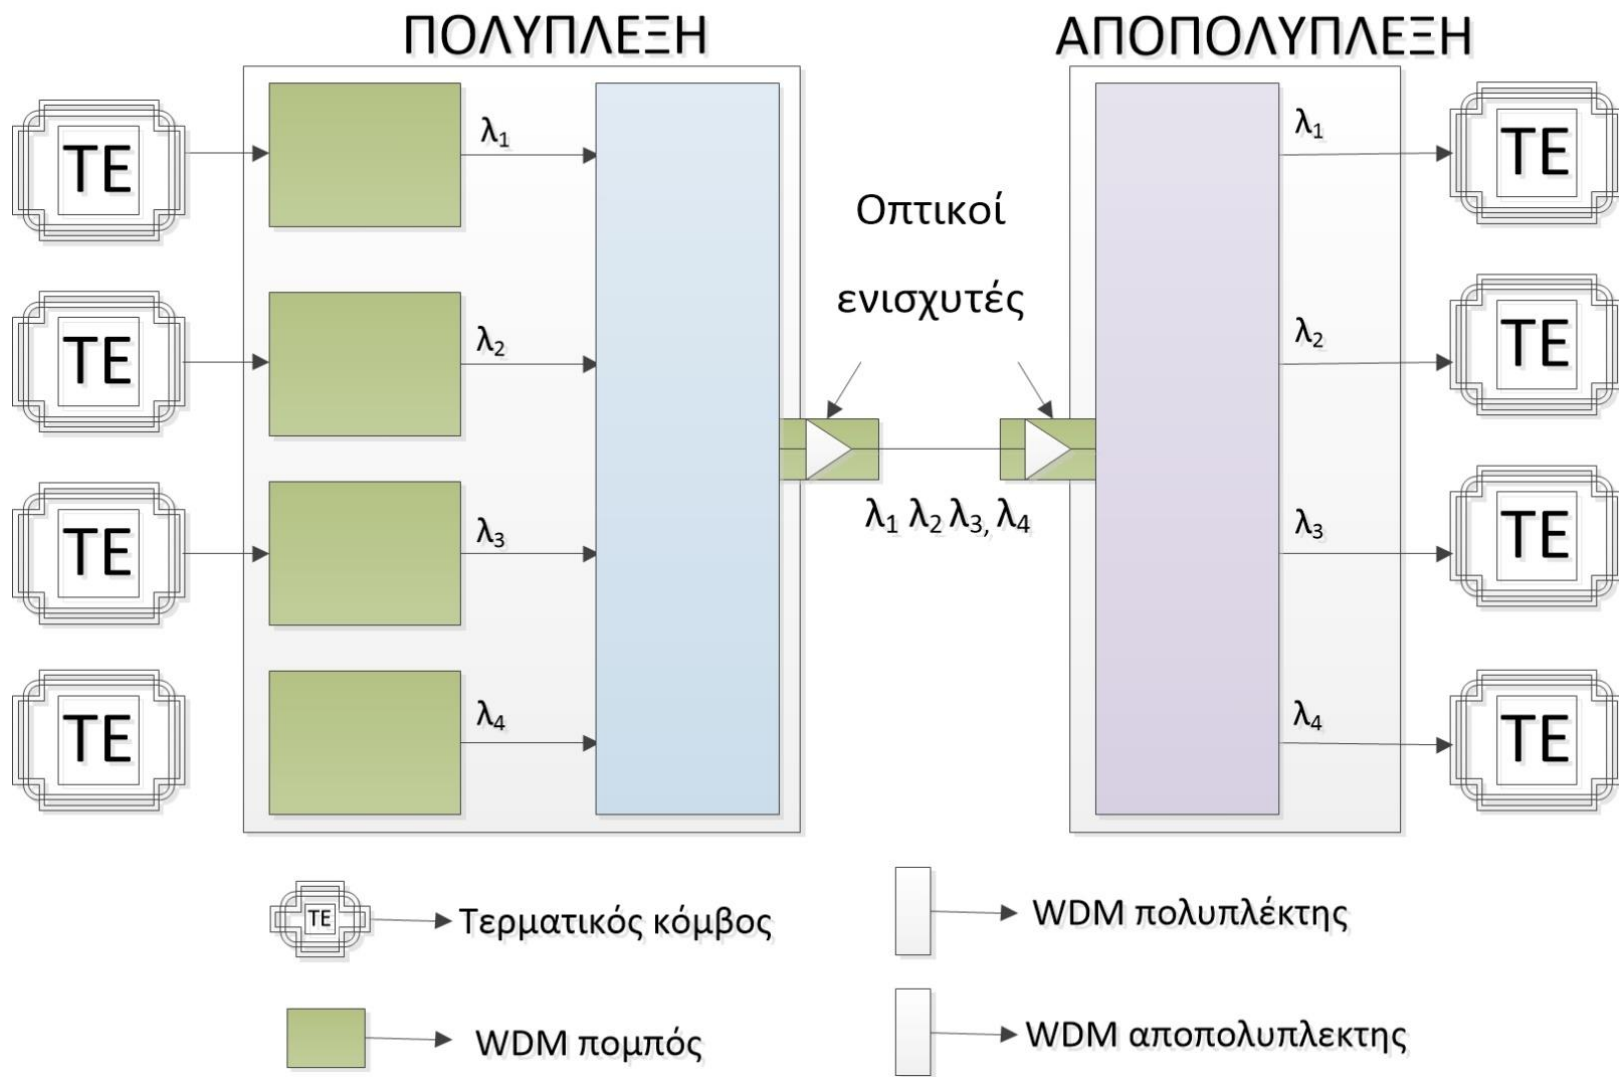 ΠΟΛΥΠΛΕΞΗ
ΑΠΟΠΟΛΥΠΛΕΞΗ
TE
λ1
λ1
TE
Οπτικοί
ενισχυτές
TE
λ2
λ2
TE
λ1 λ2 λ3, λ4
TE
λ3
λ3
TE
TE
λ4
λ4
TE
TE
Τερματικός κόμβος
WDM πολυπλέκτης
WDM πομπός
WDM αποπολυπλεκτης